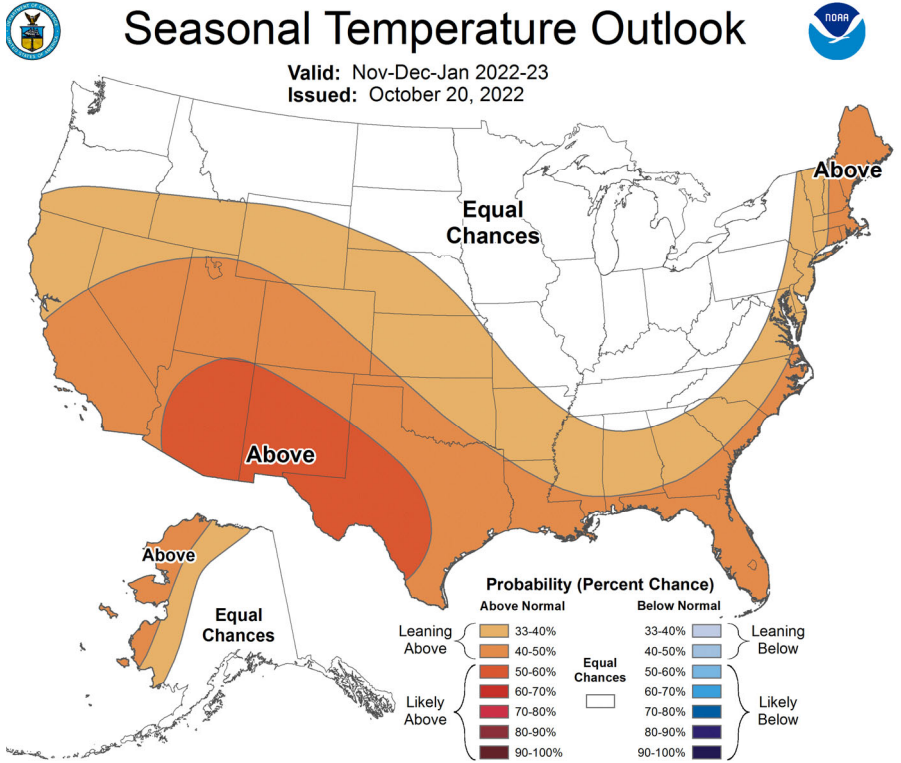 Seasonal Temperature Outlook
NOAA
Valid: Nov-Dec-Jan 2022-23
Issued: October 20, 2022
Above
Equal
Chances
Above
Above
Equal
Chances
Probability (Percent Chance)
Above Normal
Below Normal
Leaning
Above
33-40%
40-50%
Likely
Above
50-60%
60-70%
70-80%
80-90%
90-100%
Equal
Chances
33-40%
40-50%
Leaning
Below
50-60%
60-70%
70-80%
80-90%
90-100%
Likely
Below